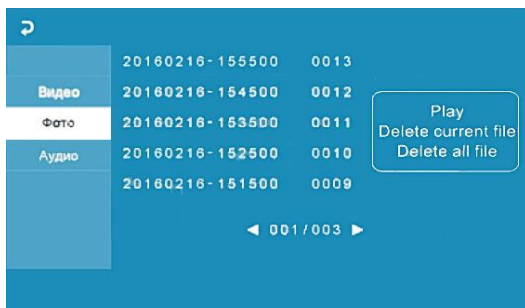 20160216-155500 0013
Видео 20160216-154500 0012
Фото 20160216-153500 0011
Аудио 20160216-152500 0010
20160216-151500 0009
Play
Delete current file
Delete all file
◀ 001/003 ▶